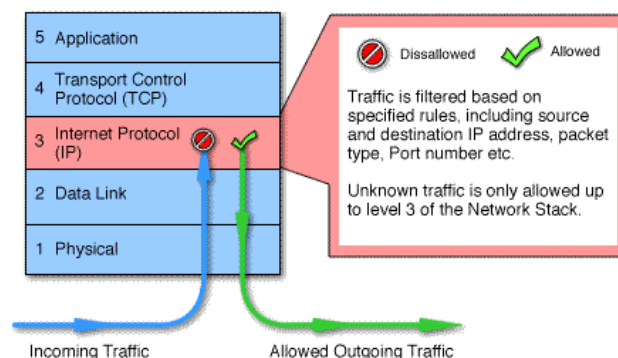 5 Application
4 Transport Control
Protocol (TCP)
3 Internet Protocol
(IP)
2 Data Link
1 Physical
Incoming Traffic
Allowed Outgoing Traffic
Dissallowed
Allowed
Traffic is filtered based on
specified rules, including source
and destination IP address, packet
type, Port number etc.
Unknown traffic is only allowed up
to level 3 of the Network Stack.